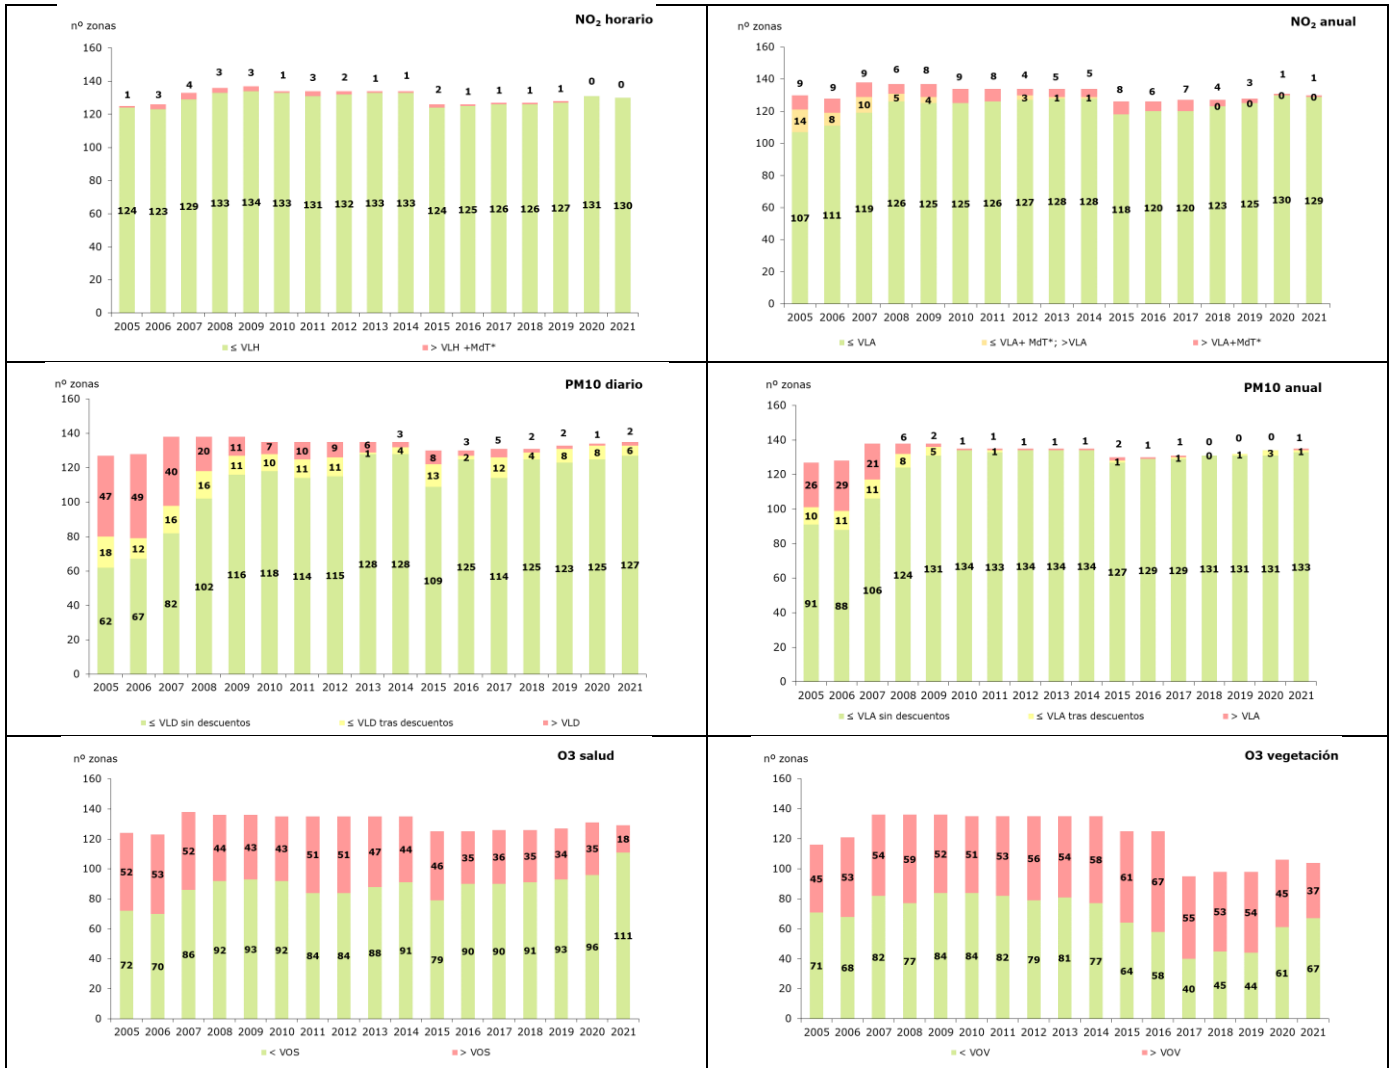 NO₂ horario
nº zonas
160
140
120
100
80
60
40
20
0
1 3 4 3 3 1 3 2 1 1 2 1 1 1 1 0 0
124 123 129 133 134 133 131 132 133 133 124 125 126 126 127 131 130
2005 2006 2007 2008 2009 2010 2011 2012 2013 2014 2015 2016 2017 2018 2019 2020 2021
≤ VLH > VLH +MdT*
NO₂ anual
nº zonas
160
140
120
100
80
60
40
20
0
9 9 9 6 8 9 8 4 5 5 8 6 7 4 3 1 1
14 8 10 5 4 3 1 1 0 0 0 0
107 111 119 126 125 125 126 127 128 128 118 120 120 123 125 130 129
2005 2006 2007 2008 2009 2010 2011 2012 2013 2014 2015 2016 2017 2018 2019 2020 2021
≤ VLA ≤ VLA+ MdT*; >VLA > VLA+MdT*
PM10 diario
nº zonas
160
140
120
100
80
60
40
20
0
47 49 40 20 11 7 10 9 6 3 8 3 5 2 2 1 2
18 12 16 16 11 10 11 11 1 4 13 2 12 4 8 8 6
62 67 82 102 116 118 114 115 128 128 109 125 114 125 123 125 127
2005 2006 2007 2008 2009 2010 2011 2012 2013 2014 2015 2016 2017 2018 2019 2020 2021
≤ VLD sin descuentos ≤ VLD tras descuentos > VLD
PM10 anual
nº zonas
160
140
120
100
80
60
40
20
0
26 29 21 6 2 1 1 1 1 1 2 1 1 0 0 0 1
10 11 11 8 5 1 1 1 0 1 3 1
91 88 106 124 131 134 133 134 134 134 127 129 129 131 131 131 133
2005 2006 2007 2008 2009 2010 2011 2012 2013 2014 2015 2016 2017 2018 2019 2020 2021
≤ VLA sin descuentos ≤ VLA tras descuentos > VLA
O3 salud
nº zonas
160
140
120
100
80
60
40
20
0
52 53 52 44 43 43 51 51 47 44 46 35 36 35 34 35 18
72 70 86 92 93 92 84 84 88 91 79 90 90 91 93 96 111
2005 2006 2007 2008 2009 2010 2011 2012 2013 2014 2015 2016 2017 2018 2019 2020 2021
< VOS > VOS
O3 vegetación
nº zonas
160
140
120
100
80
60
40
20
0
45 53 54 59 52 51 53 56 54 58 61 67 55 53 54 45 37
71 68 82 77 84 84 82 79 81 77 64 58 40 45 44 61 67
2005 2006 2007 2008 2009 2010 2011 2012 2013 2014 2015 2016 2017 2018 2019 2020 2021
< VOV > VOV